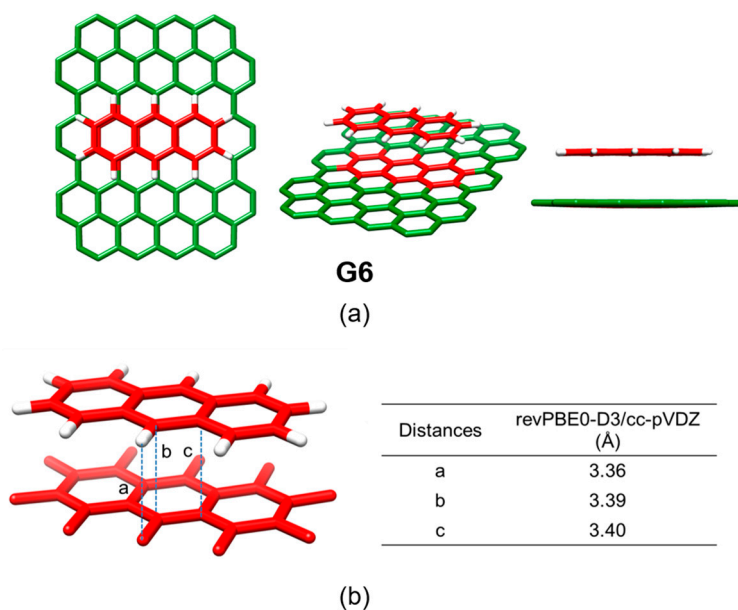 G6
(a)
a
b
c
Distances revPBE0-D3/cc-pVDZ
(Å)
a 3.36
b 3.39
c 3.40
(b)